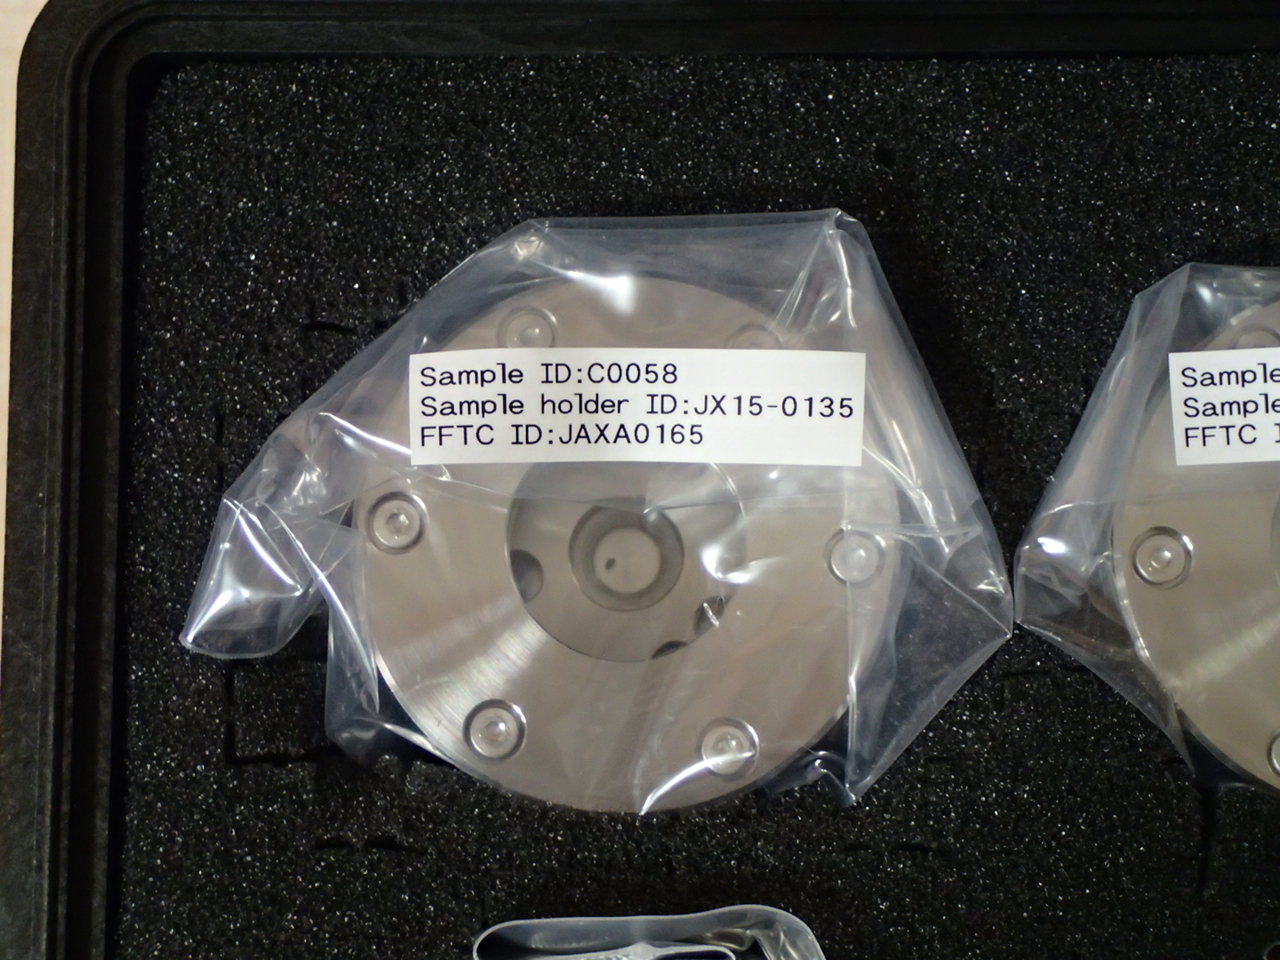 Sample ID:C0058
Sample holder ID:JX15-0135
FFTC ID:JAXA0165
Sample
Sample
FFTC